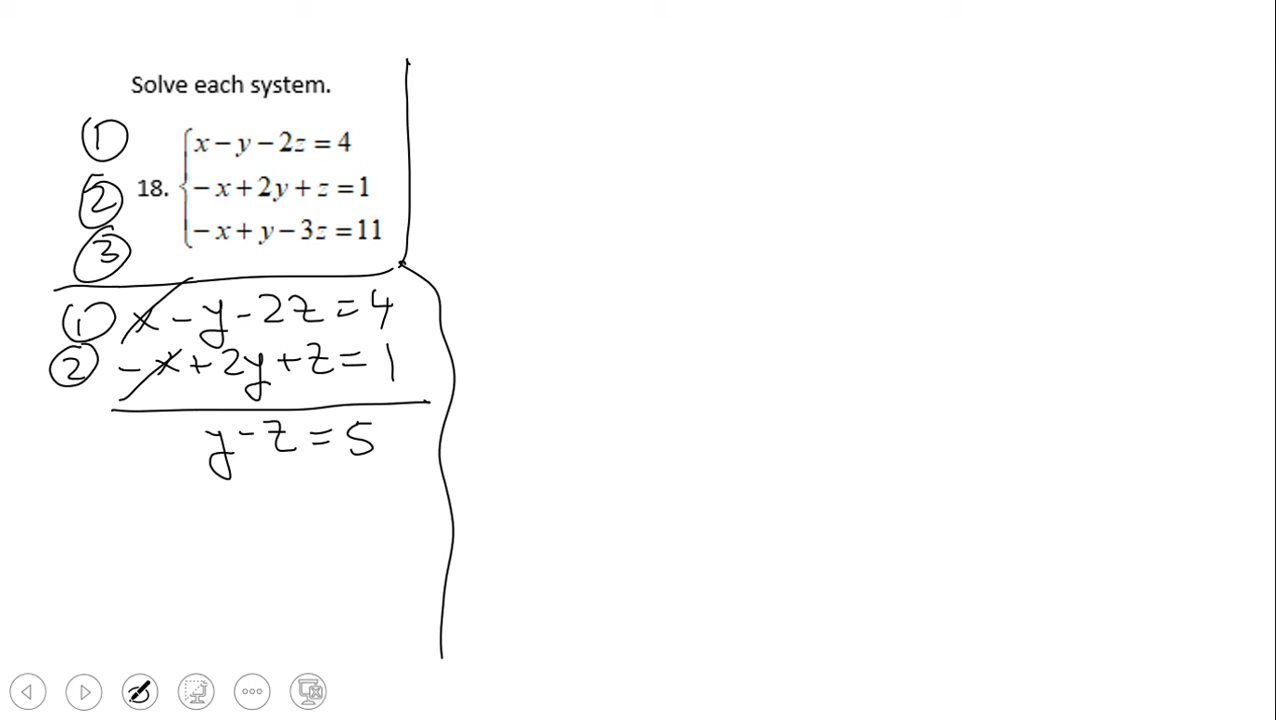 Solve each system.
① x − y − 2z = 4
② 18. − x + 2y + z = 1
③ − x + y − 3z = 11
① x - y - 2z = 4
② -x + 2y + z = 1
y - z = 5